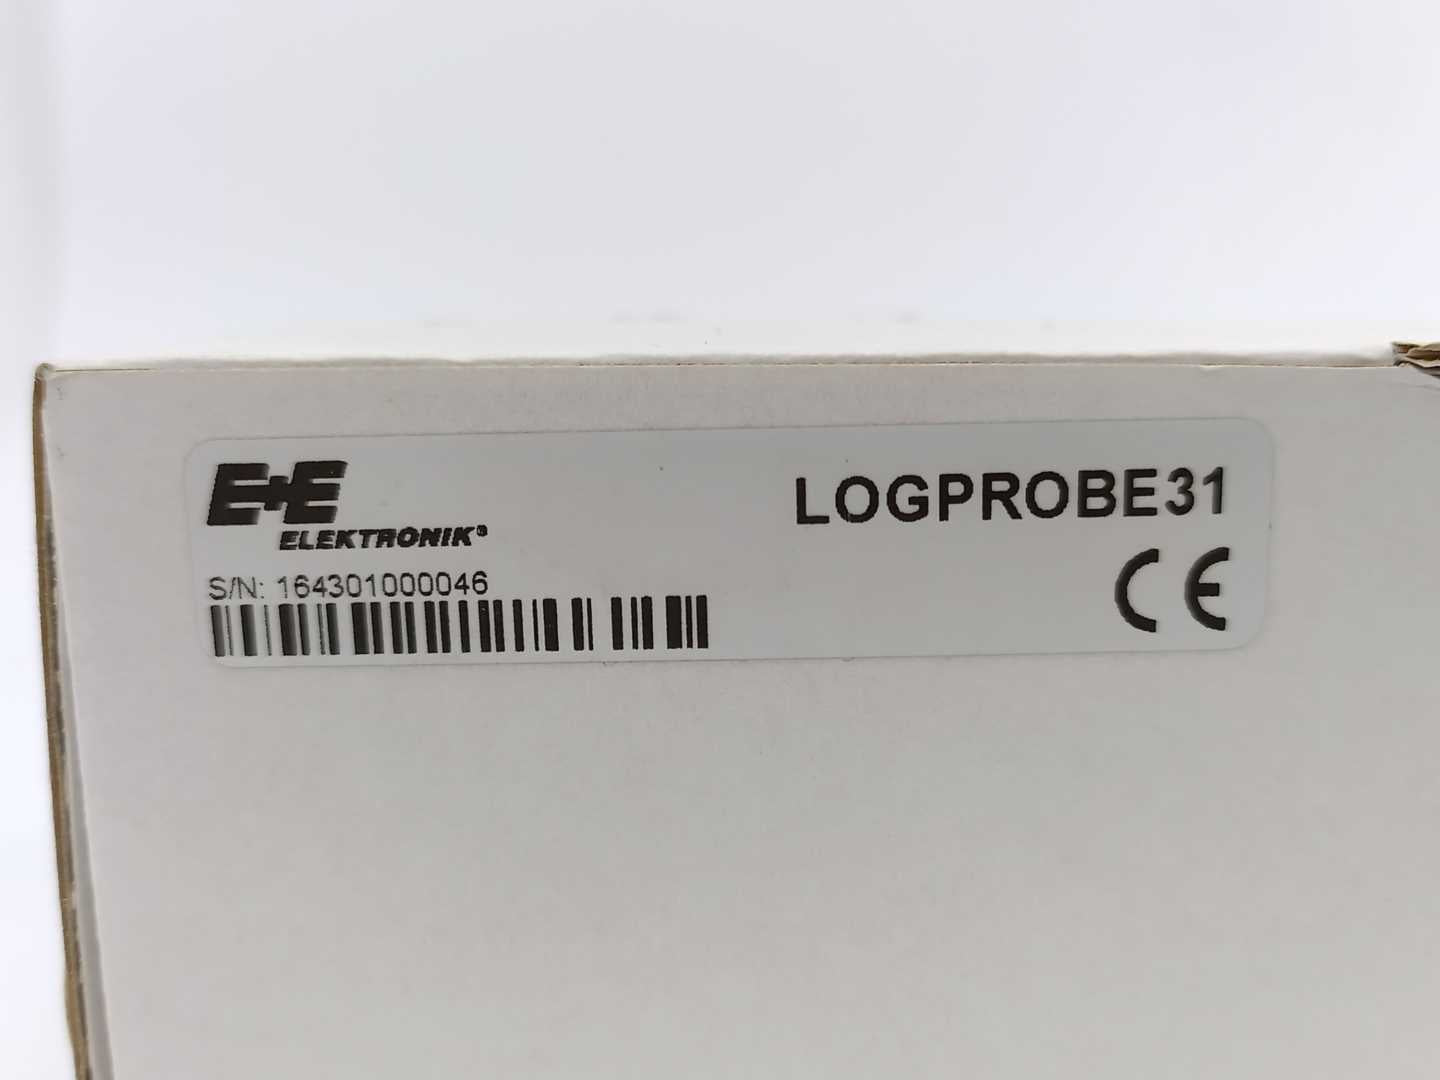 E+E
ELEKTRONIK®
LOGPROBE31
S/N: 164301000046
CE